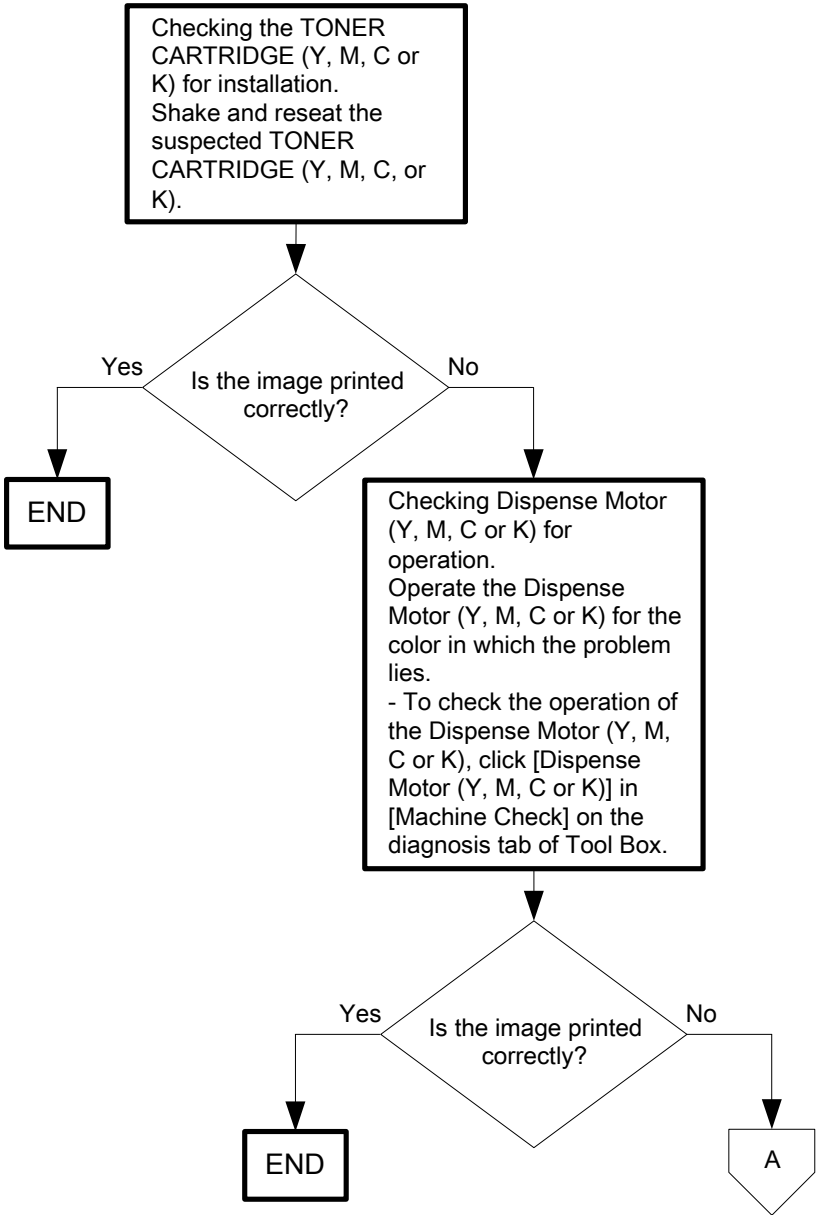 Checking the TONER
CARTRIDGE (Y, M, C or
K) for installation.
Shake and reseat the
suspected TONER
CARTRIDGE (Y, M, C, or
K).
Yes
Is the image printed
correctly?
No
END
Checking Dispense Motor
(Y, M, C or K) for
operation.
Operate the Dispense
Motor (Y, M, C or K) for the
color in which the problem
lies.
- To check the operation of
the Dispense Motor (Y, M,
C or K), click [Dispense
Motor (Y, M, C or K)] in
[Machine Check] on the
diagnosis tab of Tool Box.
Yes
Is the image printed
correctly?
No
END
A